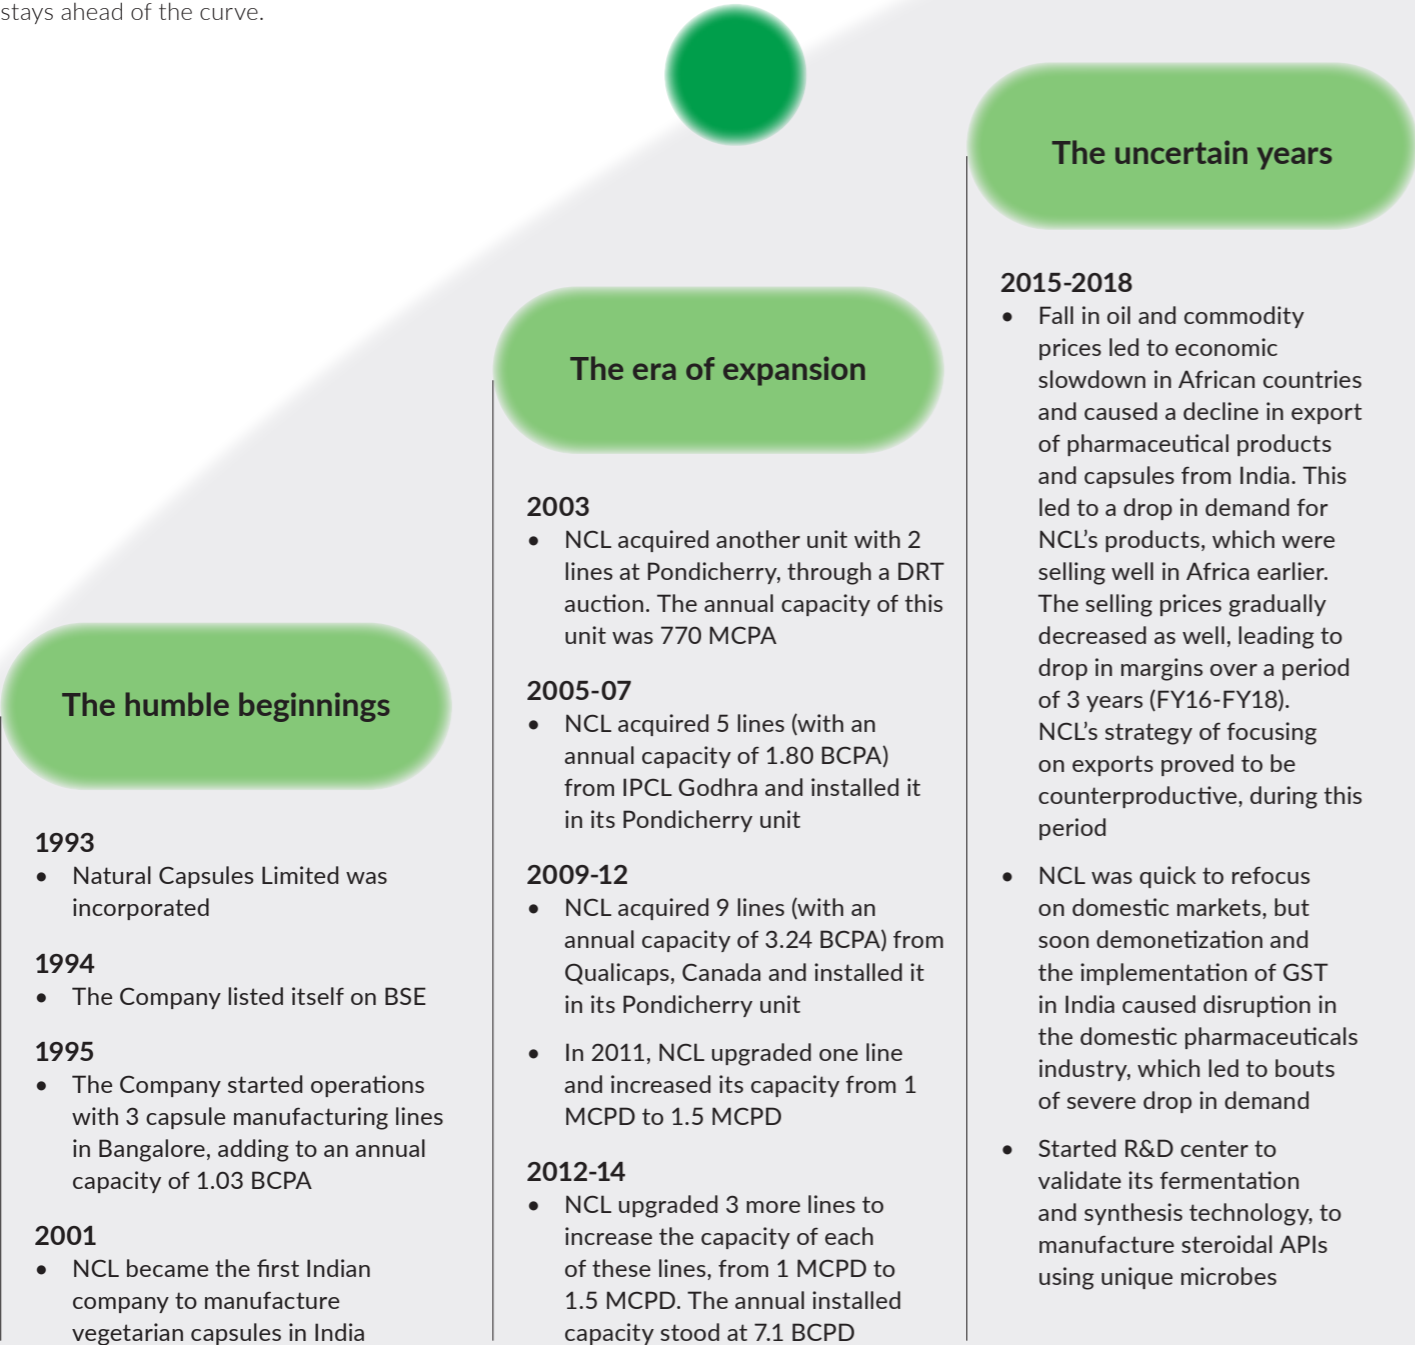 stays ahead of the curve.
The humble beginnings
1993
• Natural Capsules Limited was
incorporated
1994
• The Company listed itself on BSE
1995
• The Company started operations
with 3 capsule manufacturing lines
in Bangalore, adding to an annual
capacity of 1.03 BCPA
2001
• NCL became the first Indian
company to manufacture
vegetarian capsules in India
The era of expansion
2003
• NCL acquired another unit with 2
lines at Pondicherry, through a DRT
auction. The annual capacity of this
unit was 770 MCPA
2005-07
• NCL acquired 5 lines (with an
annual capacity of 1.80 BCPA)
from IPCL Godhra and installed it
in its Pondicherry unit
2009-12
• NCL acquired 9 lines (with an
annual capacity of 3.24 BCPA) from
Qualicaps, Canada and installed it
in its Pondicherry unit
• In 2011, NCL upgraded one line
and increased its capacity from 1
MCPD to 1.5 MCPD
2012-14
• NCL upgraded 3 more lines to
increase the capacity of each
of these lines, from 1 MCPD to
1.5 MCPD. The annual installed
capacity stood at 7.1 BCPD
The uncertain years
2015-2018
• Fall in oil and commodity
prices led to economic
slowdown in African countries
and caused a decline in export
of pharmaceutical products
and capsules from India. This
led to a drop in demand for
NCL’s products, which were
selling well in Africa earlier.
The selling prices gradually
decreased as well, leading to
drop in margins over a period
of 3 years (FY16-FY18).
NCL’s strategy of focusing
on exports proved to be
counterproductive, during this
period
• NCL was quick to refocus
on domestic markets, but
soon demonetization and
the implementation of GST
in India caused disruption in
the domestic pharmaceuticals
industry, which led to bouts
of severe drop in demand
• Started R&D center to
validate its fermentation
and synthesis technology, to
manufacture steroidal APIs
using unique microbes